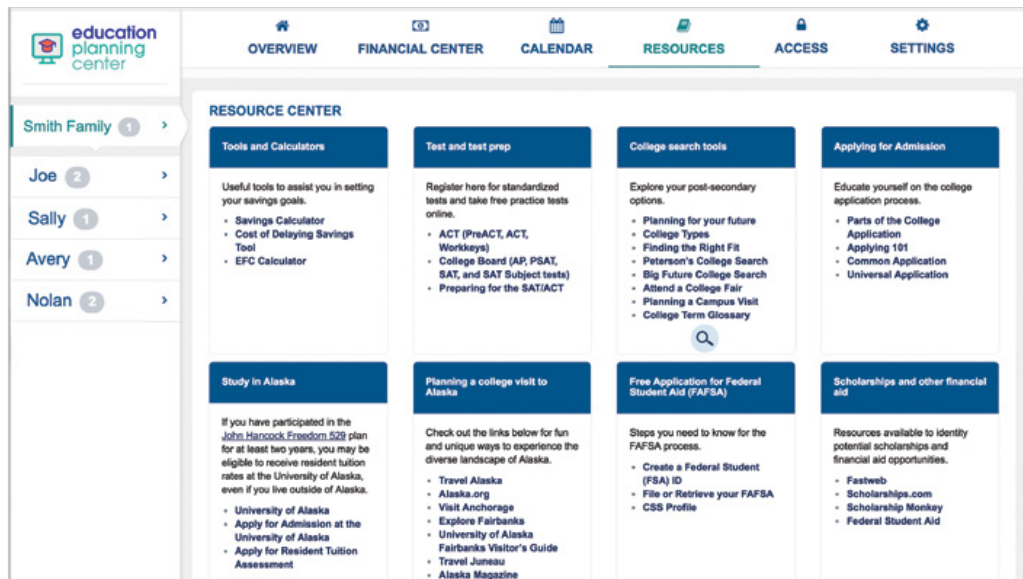 education
planning
center
OVERVIEW
FINANCIAL CENTER
CALENDAR
RESOURCES
ACCESS
SETTINGS
Smith Family 1
Joe 2
Sally 1
Avery 1
Nolan 2
RESOURCE CENTER
Tools and Calculators
Useful tools to assist you in setting
your savings goals.
Savings Calculator
Cost of Delaying Savings
Tool
EFC Calculator
Test and test prep
Register here for standardized
tests and take free practice tests
online.
ACT (PreACT, ACT,
Workkeys)
College Board (AP, PSAT,
SAT, and SAT Subject tests)
Preparing for the SAT/ACT
College search tools
Explore your post-secondary
options.
Planning for your future
College Types
Finding the Right Fit
Peterson's College Search
Big Future College Search
Attend a College Fair
Planning a Campus Visit
College Term Glossary
Applying for Admission
Educate yourself on the college
application process.
Parts of the College
Application
Applying 101
Common Application
Universal Application
Study in Alaska
If you have participated in the
John Hancock Freedom 529 plan
for at least two years, you may be
eligible to receive resident tuition
rates at the University of Alaska,
even if you live outside of Alaska.
University of Alaska
Apply for Admission at the
University of Alaska
Apply for Resident Tuition
Assessment
Planning a college visit to
Alaska
Check out the links below for fun
and unique ways to experience the
diverse landscape of Alaska.
Travel Alaska
Alaska.org
Visit Anchorage
Explore Fairbanks
University of Alaska
Fairbanks Visitor's Guide
Travel Juneau
Alaska Magazine
Free Application for Federal
Student Aid (FAFSA)
Steps you need to know for the
FAFSA process.
Create a Federal Student
(FSA) ID
File or Retrieve your FAFSA
CSS Profile
Scholarships and other financial
aid
Resources available to identity
potential scholarships and
financial aid opportunities.
Fastweb
Scholarships.com
Scholarship Monkey
Federal Student Aid